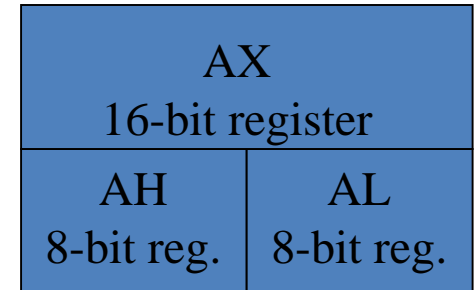 AX
16-bit register
AH
8-bit reg.
AL
8-bit reg.